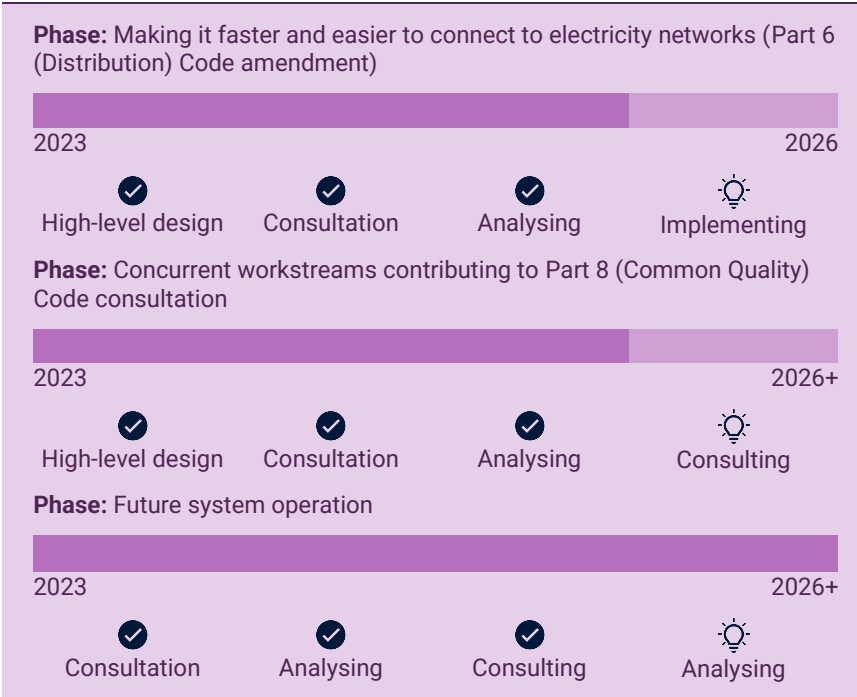 Phase: Making it faster and easier to connect to electricity networks (Part 6
(Distribution) Code amendment)
2023 2026
High-level design Consultation Analysing Implementing
Phase: Concurrent workstreams contributing to Part 8 (Common Quality)
Code consultation
2023 2026+
High-level design Consultation Analysing Consulting
Phase: Future system operation
2023 2026+
Consultation Analysing Consulting Analysing